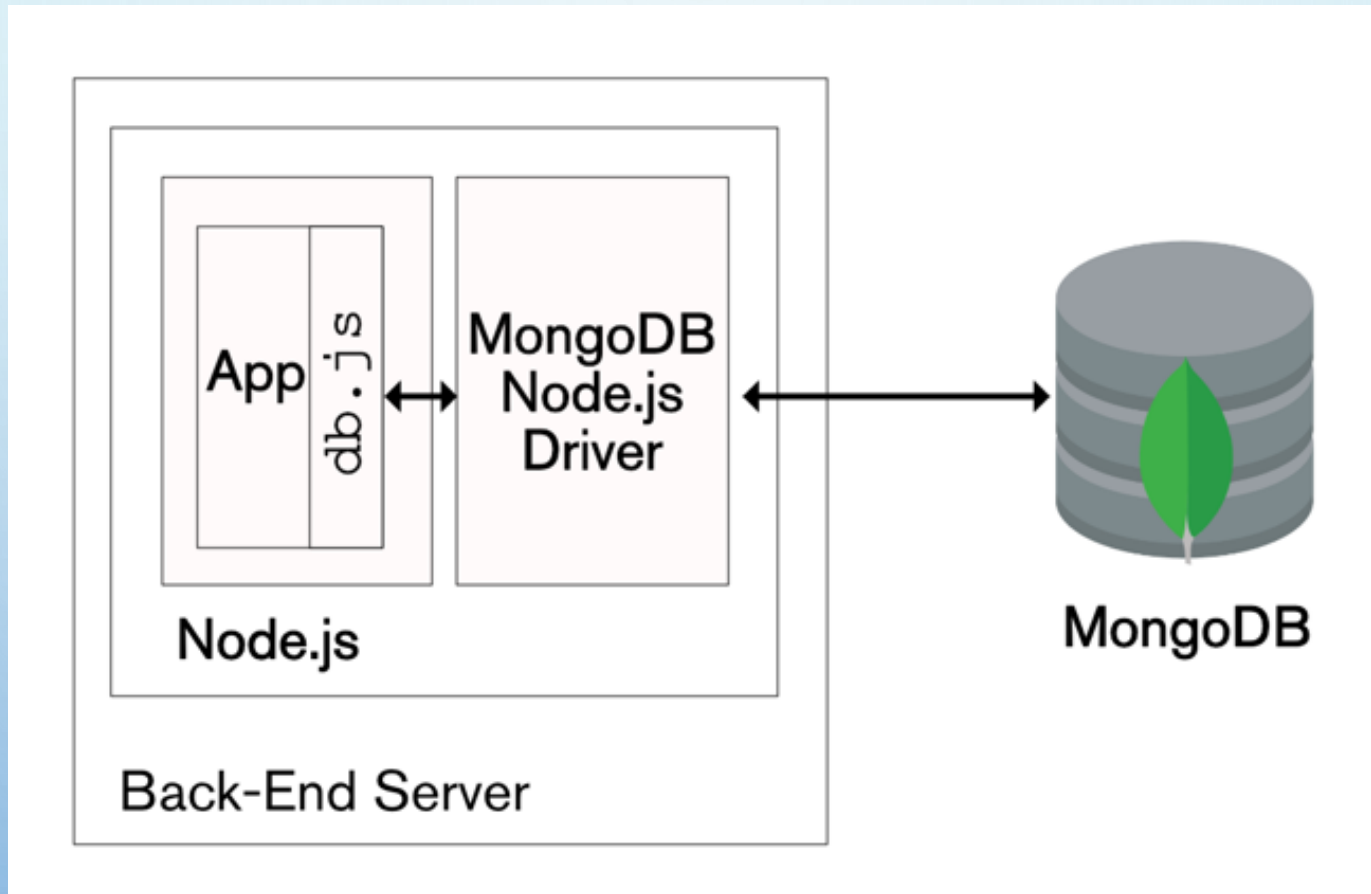 App
db.js
MongoDB
Node.js
Driver
Node.js
Back-End Server
MongoDB